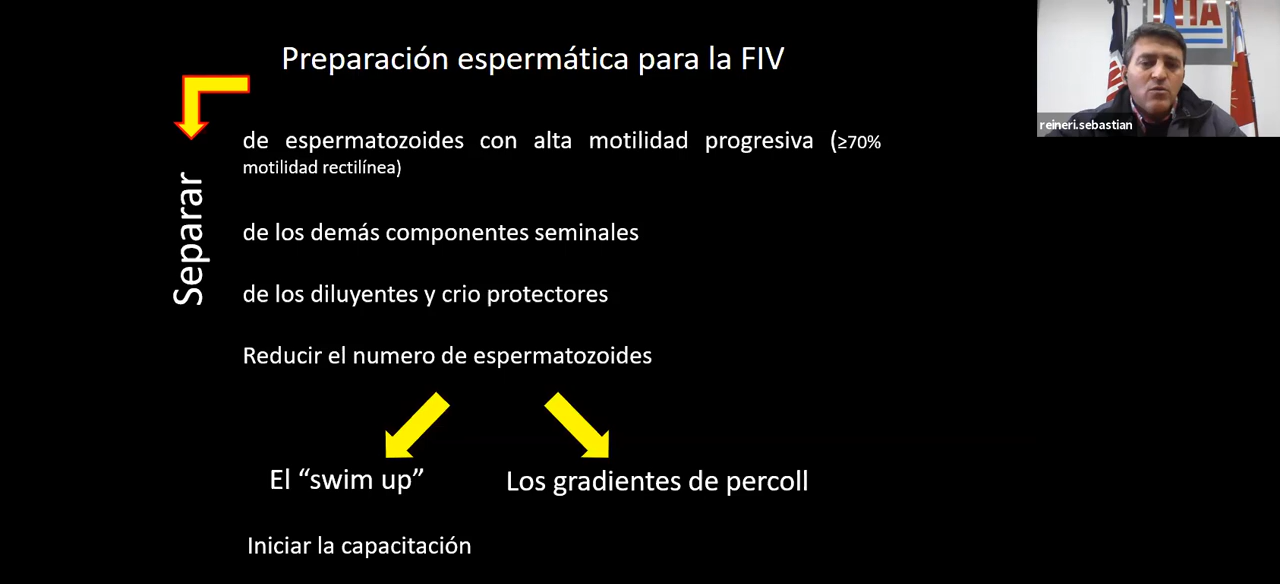 Preparación espermática para la FIV
Separar
de espermatozoides con alta motilidad progresiva (≥70%
motilidad rectilínea)
de los demás componentes seminales
de los diluyentes y crio protectores
Reducir el numero de espermatozoides
El “swim up”
Los gradientes de percoll
Iniciar la capacitación
INTA
reineri.sebastian